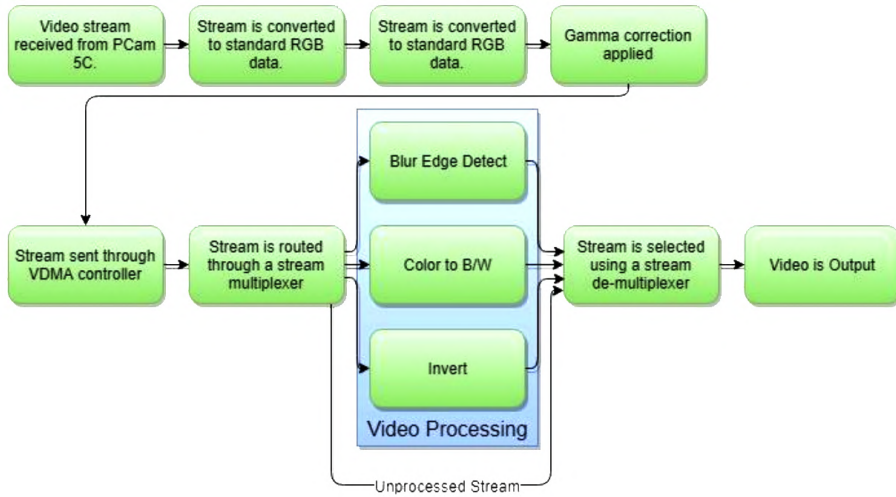 Video stream
received from PCam
5C.
Stream is converted
to standard RGB
data.
Stream is converted
to standard RGB
data.
Gamma correction
applied
Blur Edge Detect
Stream sent through
VDMA controller
Stream is routed
through a stream
multiplexer
Color to B/W
Stream is selected
using a stream
de-multiplexer
Video is Output
Invert
Video Processing
Unprocessed Stream